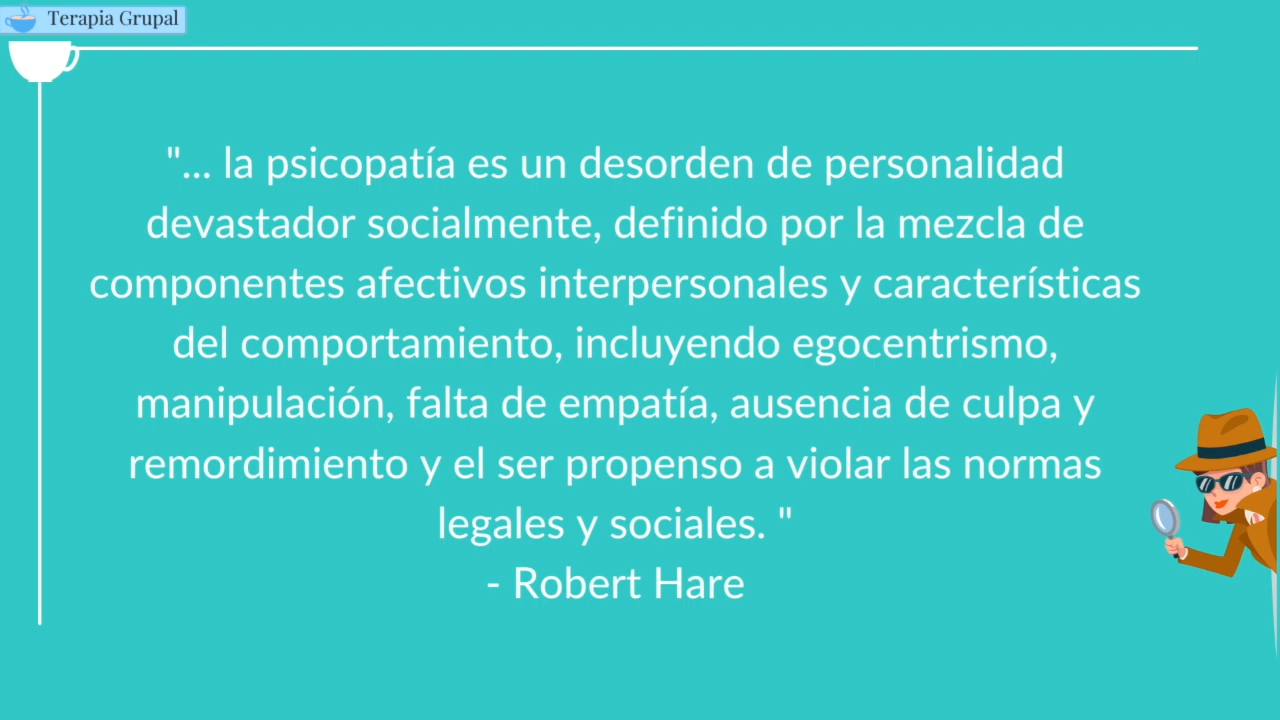 Terapia Grupal
"... la psicopatía es un desorden de personalidad
devastador socialmente, definido por la mezcla de
componentes afectivos interpersonales y características
del comportamiento, incluyendo egocentrismo,
manipulación, falta de empatía, ausencia de culpa y
remordimiento y el ser propenso a violar las normas
legales y sociales. "
- Robert Hare